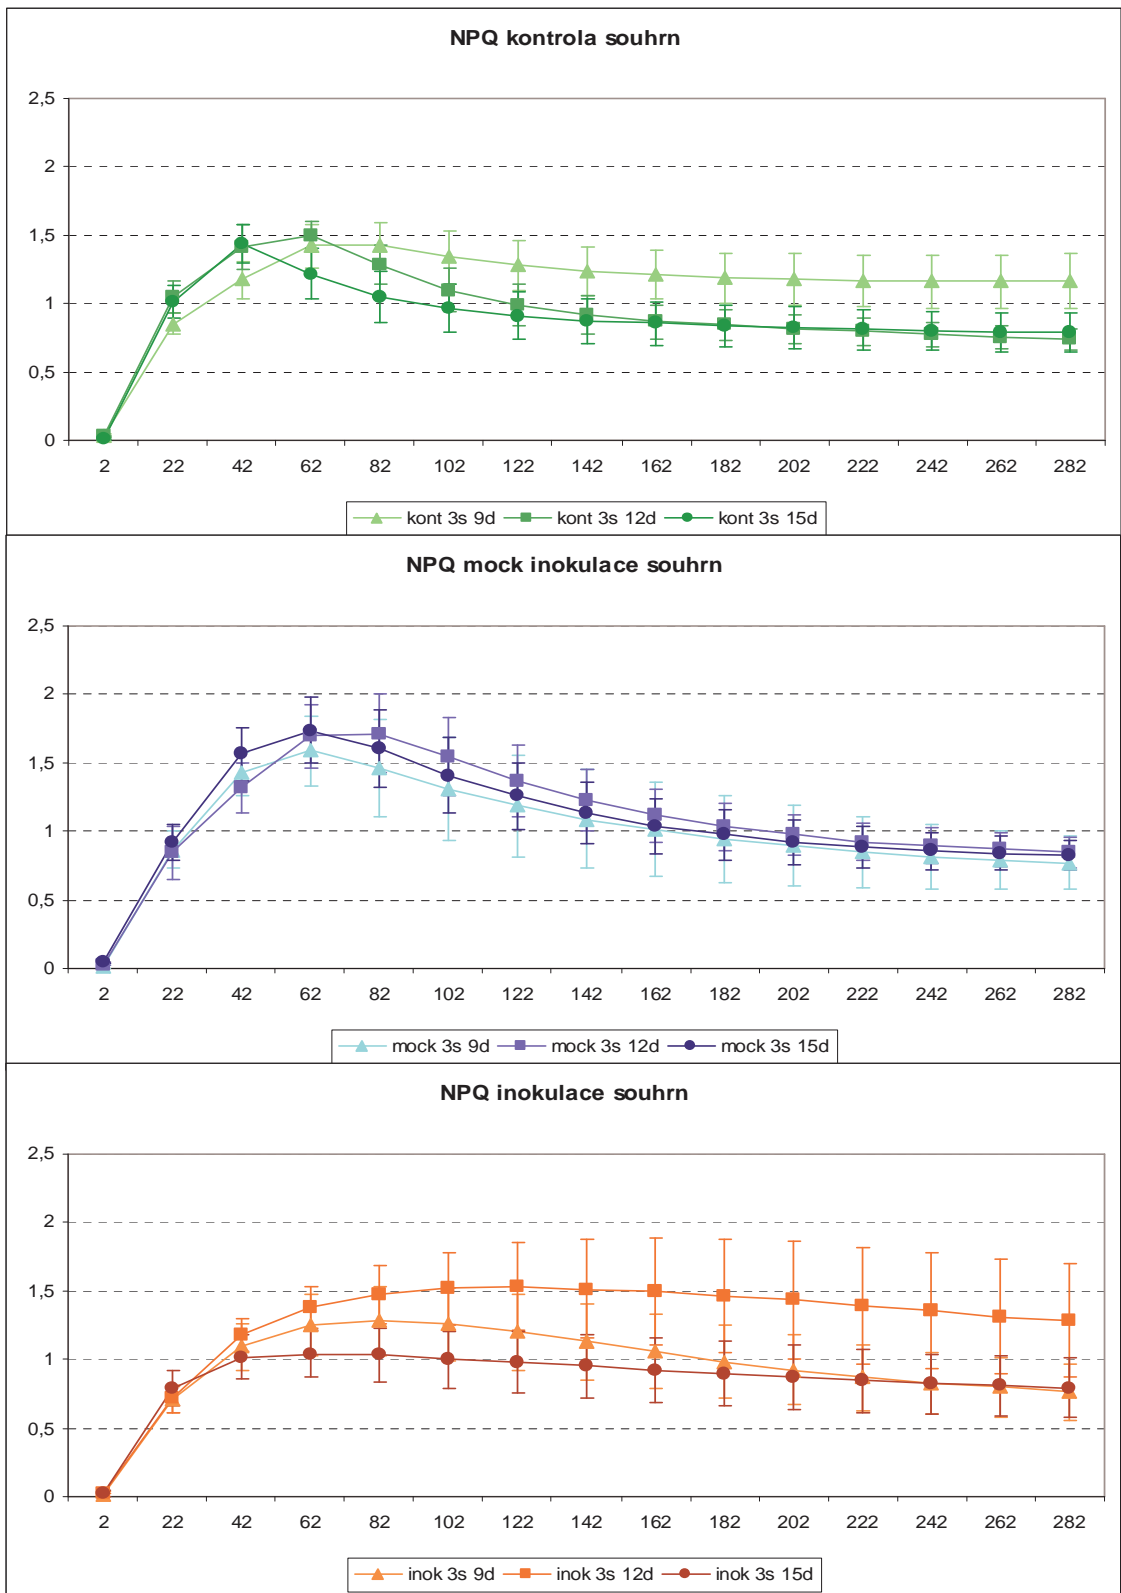 NPQ kontrola souhrn
2,5
2
1,5
1
0,5
0
2 22 42 62 82 102 122 142 162 182 202 222 242 262 282
kont 3s 9d kont 3s 12d kont 3s 15d
NPQ mock inokulace souhrn
2,5
2
1,5
1
0,5
0
2 22 42 62 82 102 122 142 162 182 202 222 242 262 282
mock 3s 9d mock 3s 12d mock 3s 15d
NPQ inokulace souhrn
2,5
2
1,5
1
0,5
0
2 22 42 62 82 102 122 142 162 182 202 222 242 262 282
inok 3s 9d inok 3s 12d inok 3s 15d